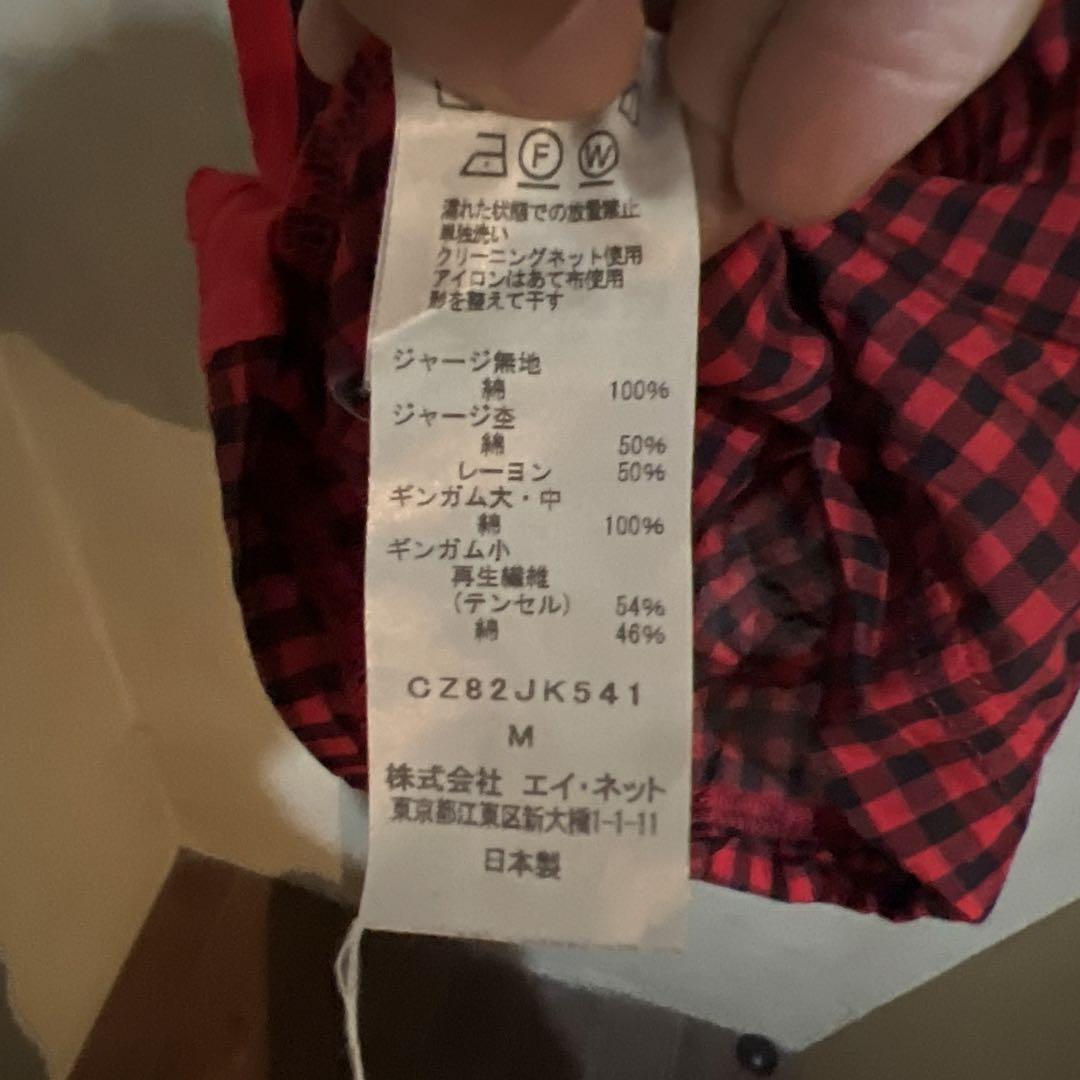 F W
濡れた状態での放置禁止
単独洗い
クリーニングネット使用
アイロンはあて布使用
形を整えて干す
ジャージ無地
綿 100%
ジャージ杢
綿 50%
レーヨン 50%
ギンガム大・中
綿 100%
ギンガム小
再生繊維
(テンセル) 54%
綿 46%
CZ82JK541
M
株式会社 エイ・ネット
東京都江東区新大橋1-1-11
日本製